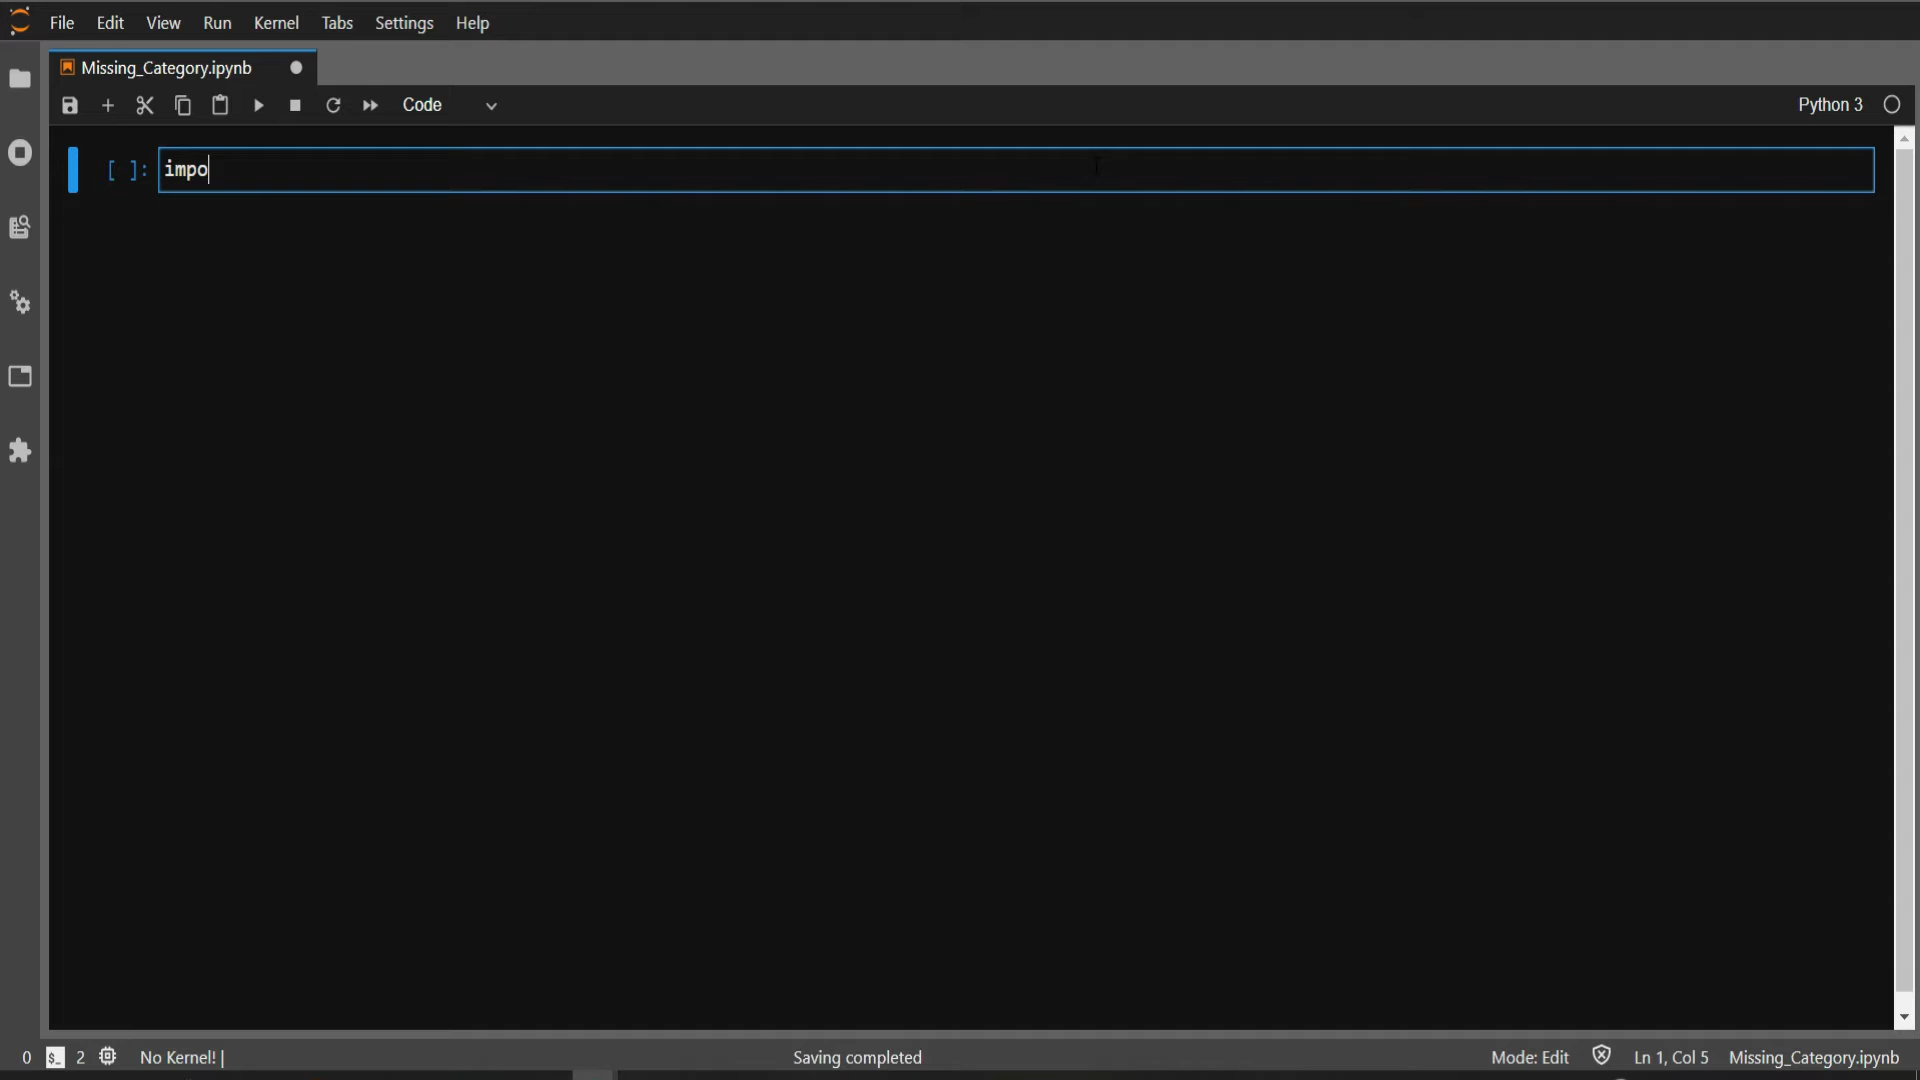 File Edit View Run Kernel Tabs Settings Help
Missing_Category.ipynb
Code Python 3
[ ]: impo
0 $_ 2 No Kernel! | Saving completed Mode: Edit Ln 1, Col 5 Missing_Category.ipynb